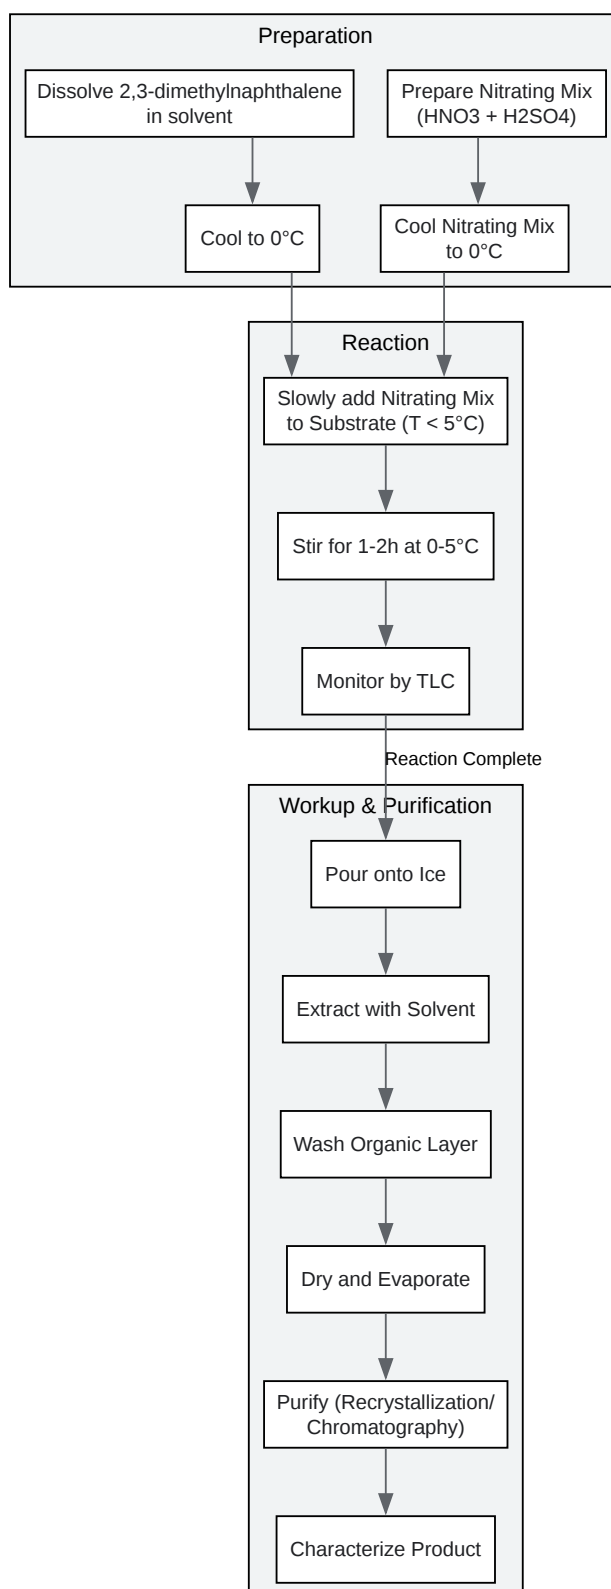 Preparation
Dissolve 2,3-dimethylnaphthalene
in solvent
Prepare Nitrating Mix
(HNO3 + H2SO4)
Cool to 0°C
Cool Nitrating Mix
to 0°C
Reaction
Slowly add Nitrating Mix
to Substrate (T < 5°C)
Stir for 1-2h at 0-5°C
Monitor by TLC
Reaction Complete
Workup & Purification
Pour onto Ice
Extract with Solvent
Wash Organic Layer
Dry and Evaporate
Purify (Recrystallization/
Chromatography)
Characterize Product